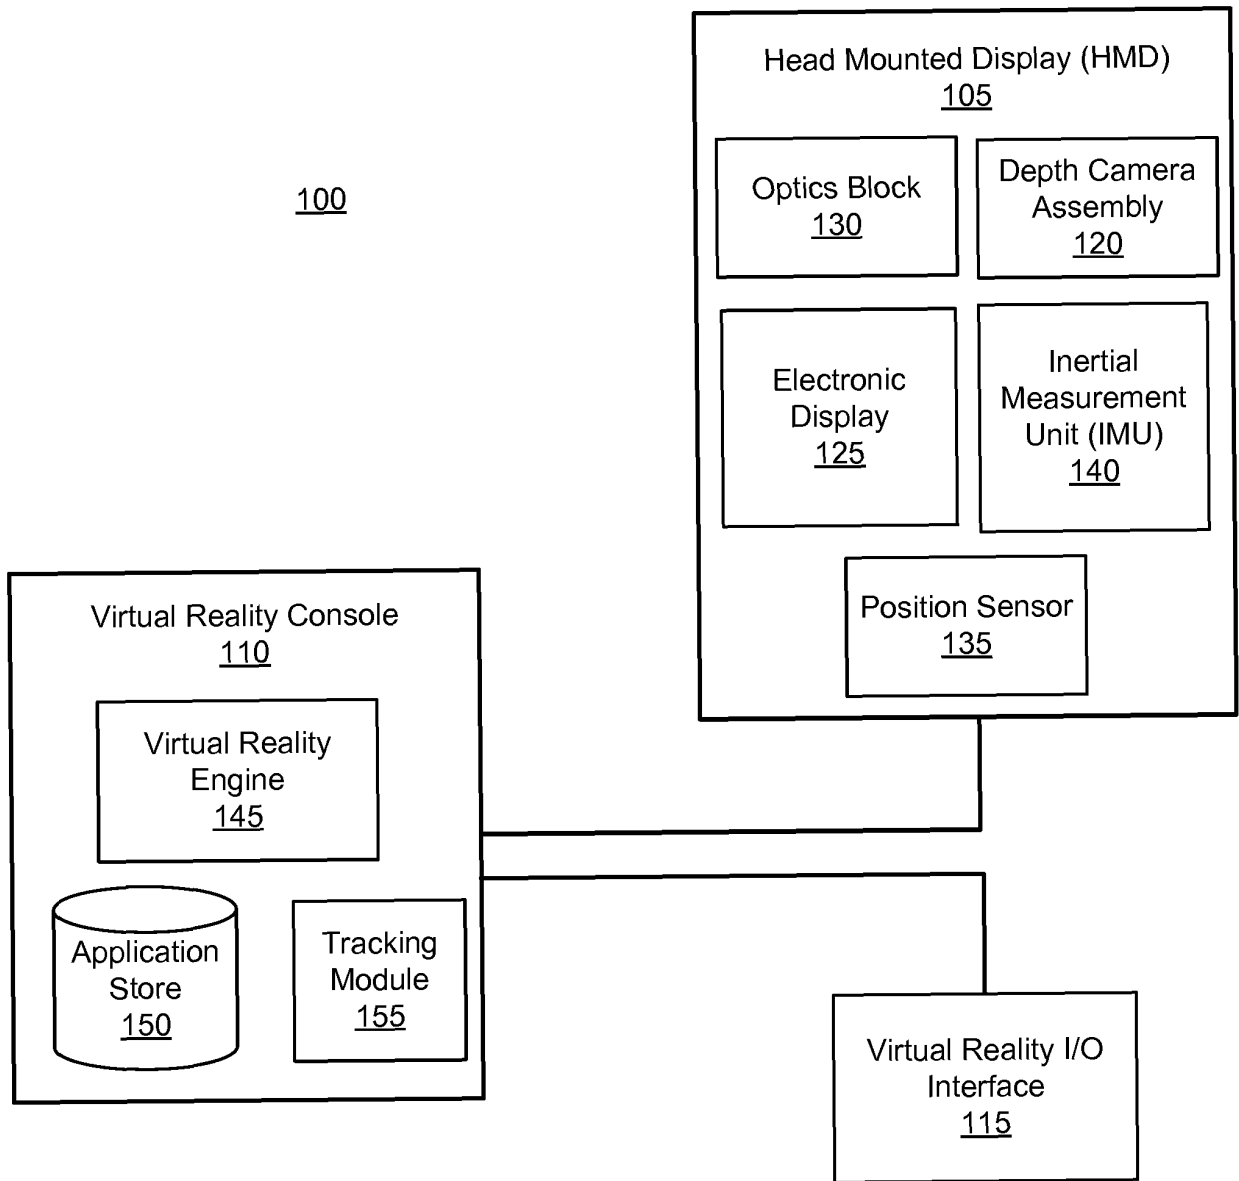 Head Mounted Display (HMD)
105
Optics Block
130
Depth Camera
Assembly
120
Electronic
Display
125
Inertial
Measurement
Unit (IMU)
140
Position Sensor
135
100
Virtual Reality Console
110
Virtual Reality
Engine
145
Application
Store
150
Tracking
Module
155
Virtual Reality I/O
Interface
115